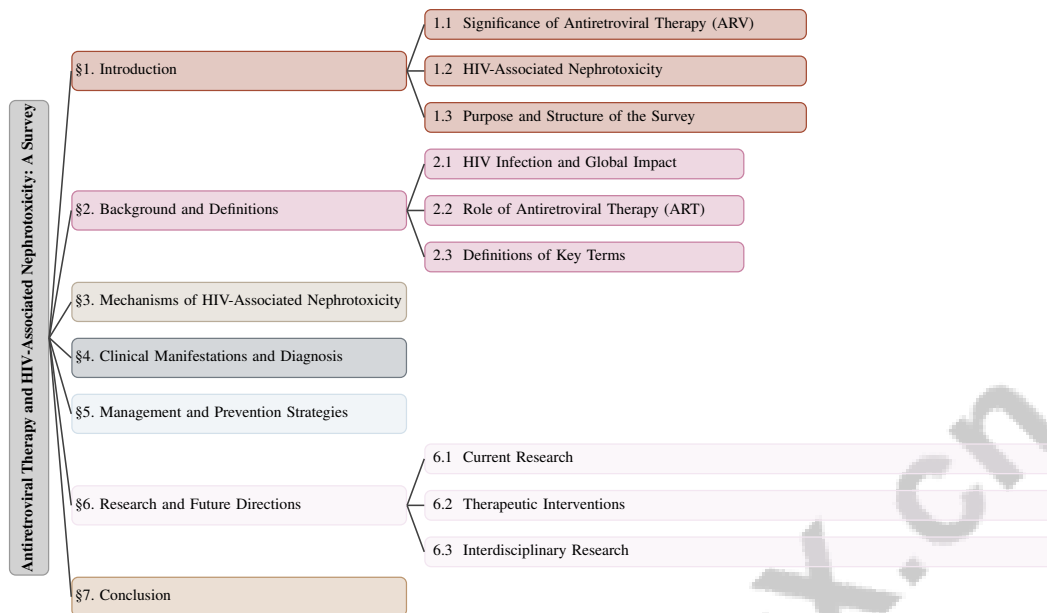 Antiretroviral Therapy and HIV-Associated Nephrotoxicity: A Survey
§1. Introduction
1.1 Significance of Antiretroviral Therapy (ARV)
1.2 HIV-Associated Nephrotoxicity
1.3 Purpose and Structure of the Survey
§2. Background and Definitions
2.1 HIV Infection and Global Impact
2.2 Role of Antiretroviral Therapy (ART)
2.3 Definitions of Key Terms
§3. Mechanisms of HIV-Associated Nephrotoxicity
§4. Clinical Manifestations and Diagnosis
§5. Management and Prevention Strategies
§6. Research and Future Directions
6.1 Current Research
6.2 Therapeutic Interventions
6.3 Interdisciplinary Research
§7. Conclusion
x.cn